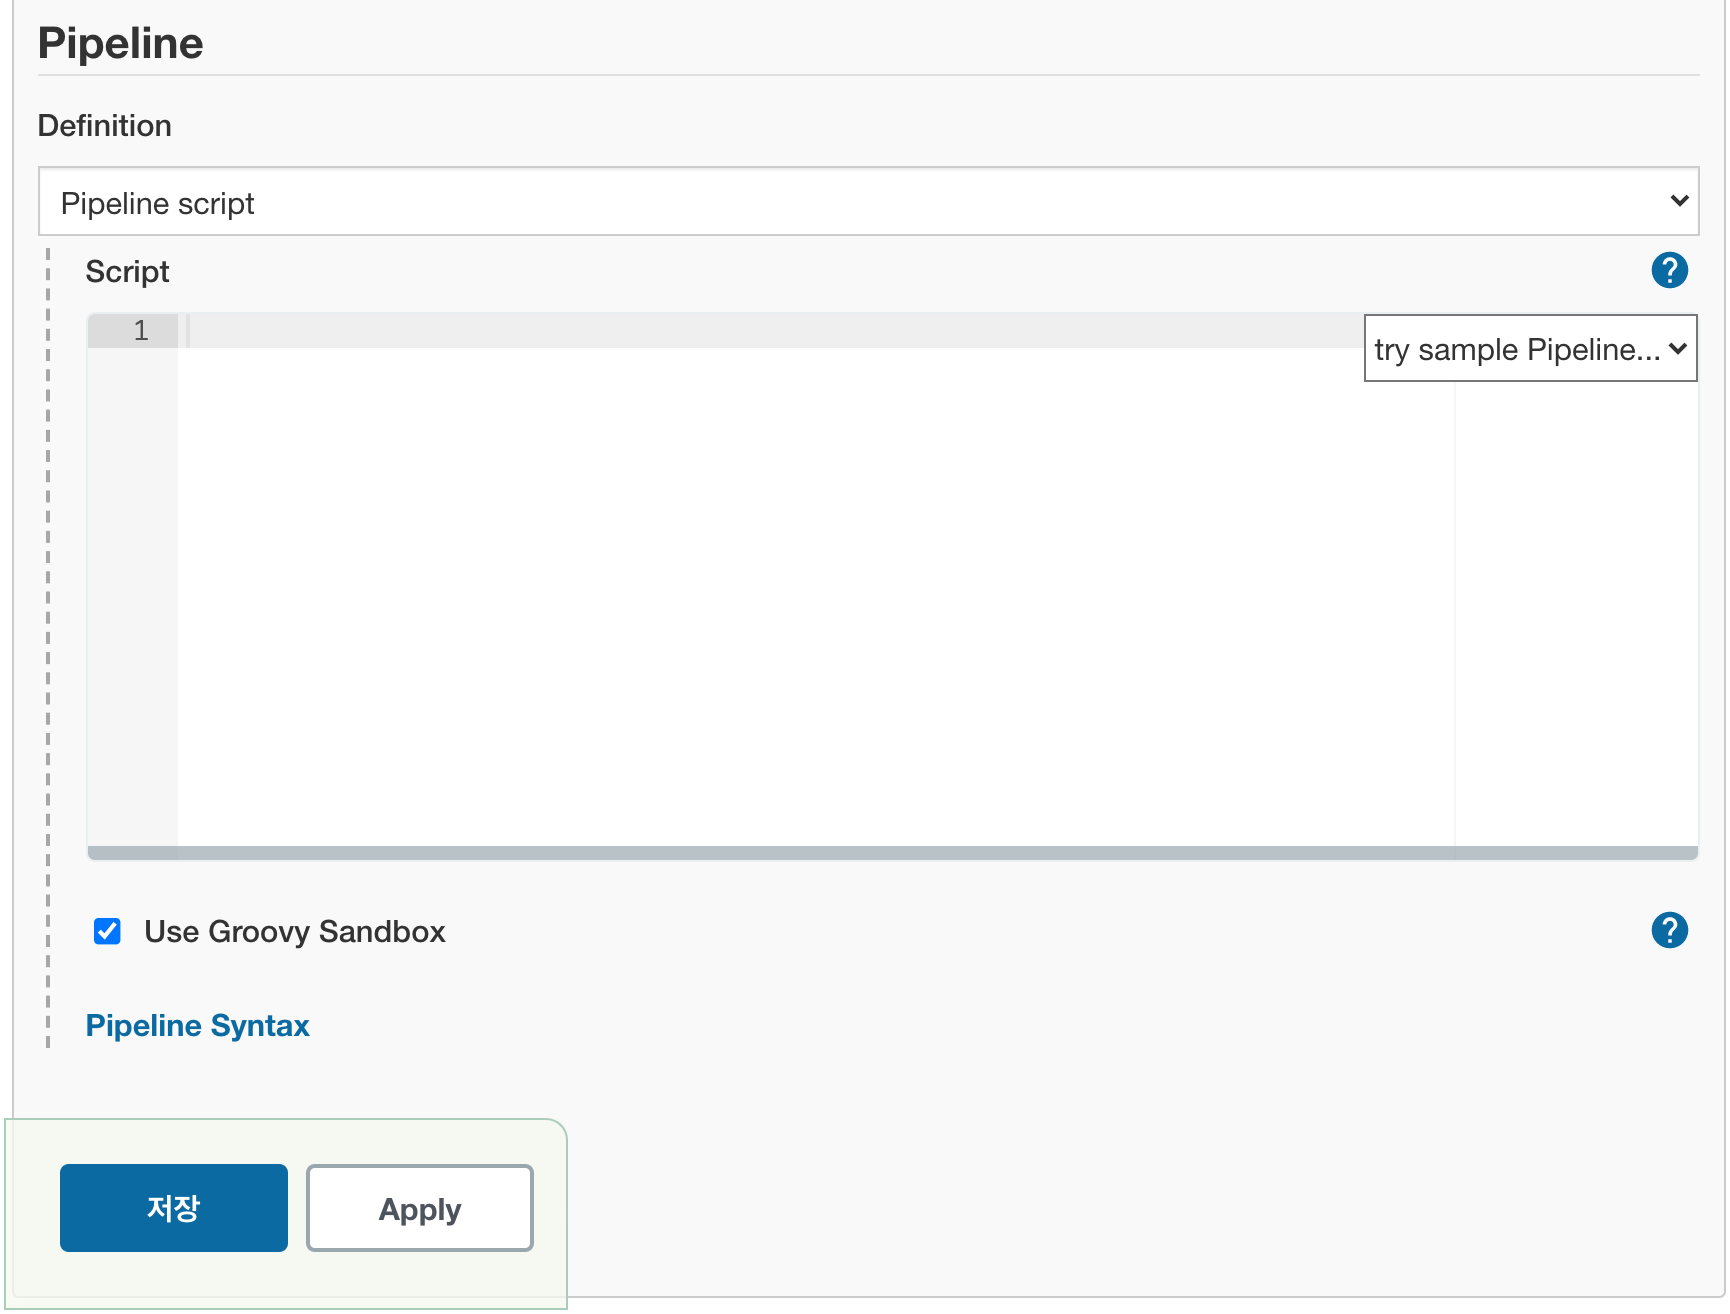 Pipeline
Definition
Pipeline script
Script
?
1
try sample Pipeline...
Use Groovy Sandbox
?
Pipeline Syntax
저장
Apply